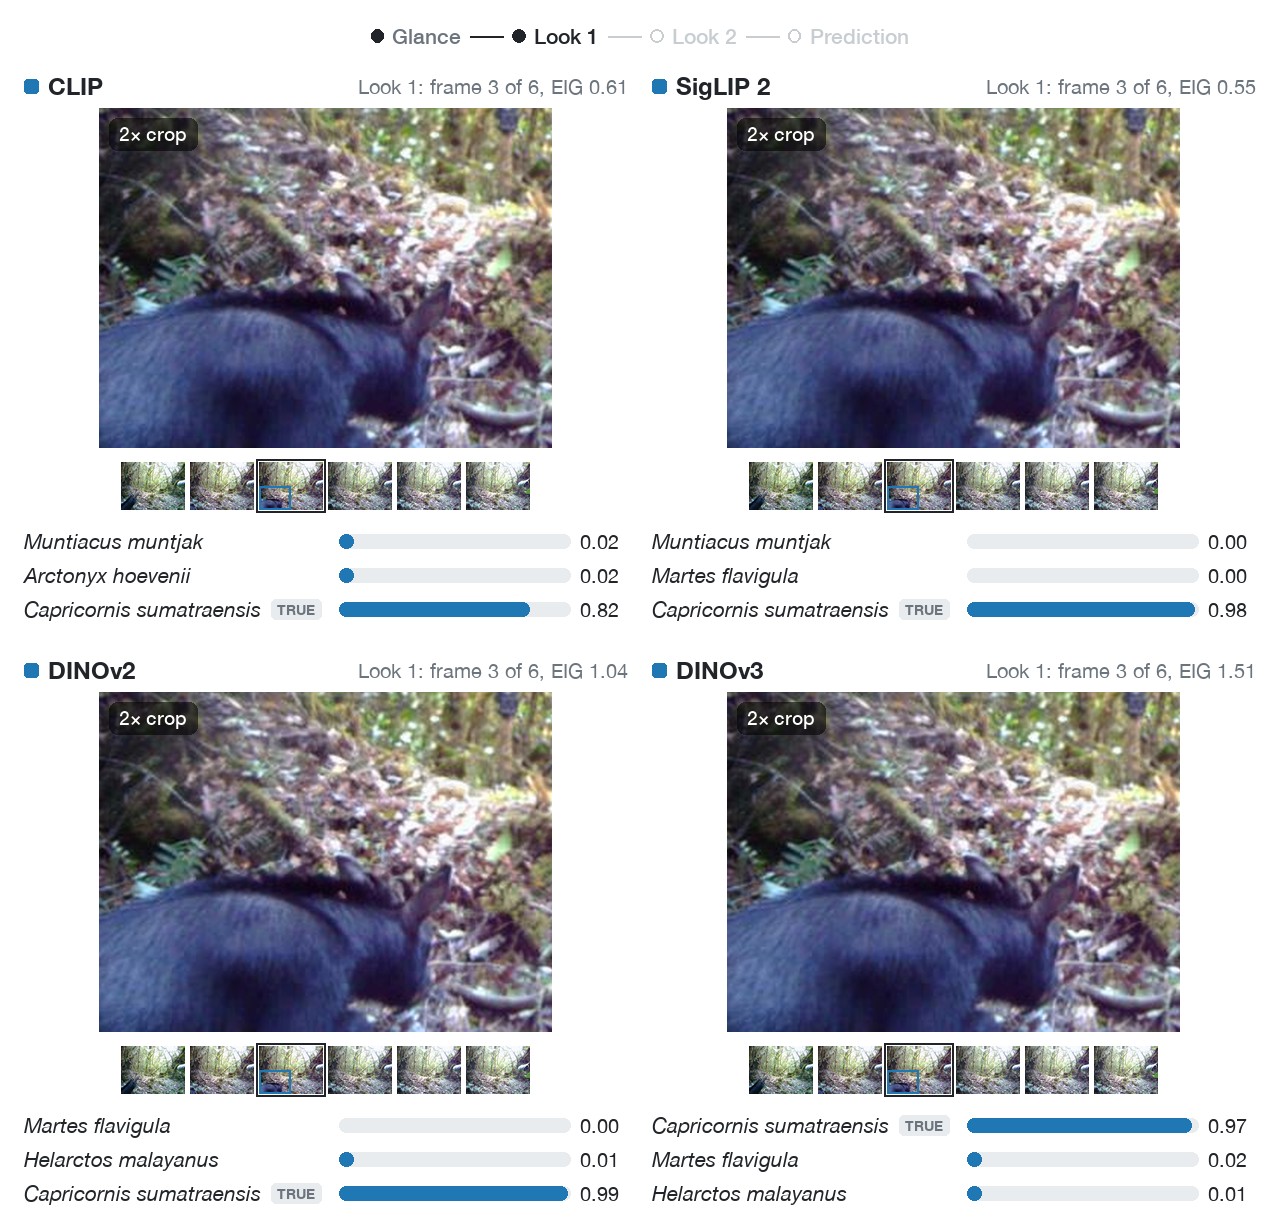 Glance Look 1 Look 2 Prediction
CLIP Look 1: frame 3 of 6, EIG 0.61
2× crop
Muntiacus muntjak 0.02
Arctonyx hoevenii 0.02
Capricornis sumatraensis TRUE 0.82
SigLIP 2 Look 1: frame 3 of 6, EIG 0.55
2× crop
Muntiacus muntjak 0.00
Martes flavigula 0.00
Capricornis sumatraensis TRUE 0.98
DINOv2 Look 1: frame 3 of 6, EIG 1.04
2× crop
Martes flavigula 0.00
Helarctos malayanus 0.01
Capricornis sumatraensis TRUE 0.99
DINOv3 Look 1: frame 3 of 6, EIG 1.51
2× crop
Capricornis sumatraensis TRUE 0.97
Martes flavigula 0.02
Helarctos malayanus 0.01